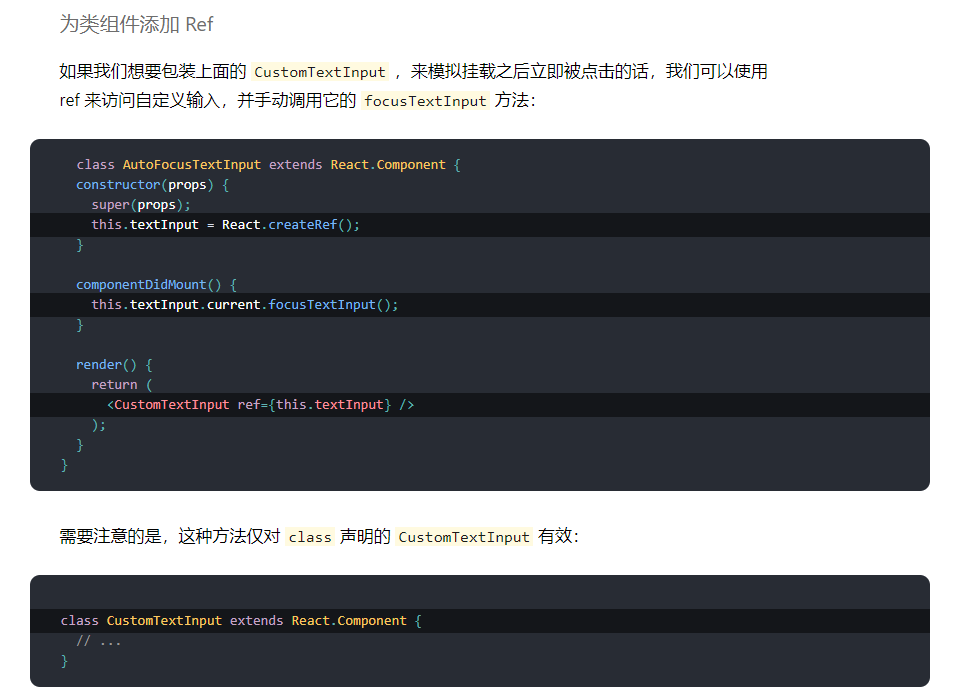 为类组件添加 Ref
如果我们想要包装上面的 CustomTextInput ，来模拟挂载之后立即被点击的话，我们可以使用
ref 来访问自定义输入，并手动调用它的 focusTextInput 方法：
class AutoFocusTextInput extends React.Component {
constructor(props) {
super(props);
this.textInput = React.createRef();
}
componentDidMount() {
this.textInput.current.focusTextInput();
}
render() {
return (
<CustomTextInput ref={this.textInput} />
);
}
}
需要注意的是，这种方法仅对 class 声明的 CustomTextInput 有效：
class CustomTextInput extends React.Component {
// ...
}